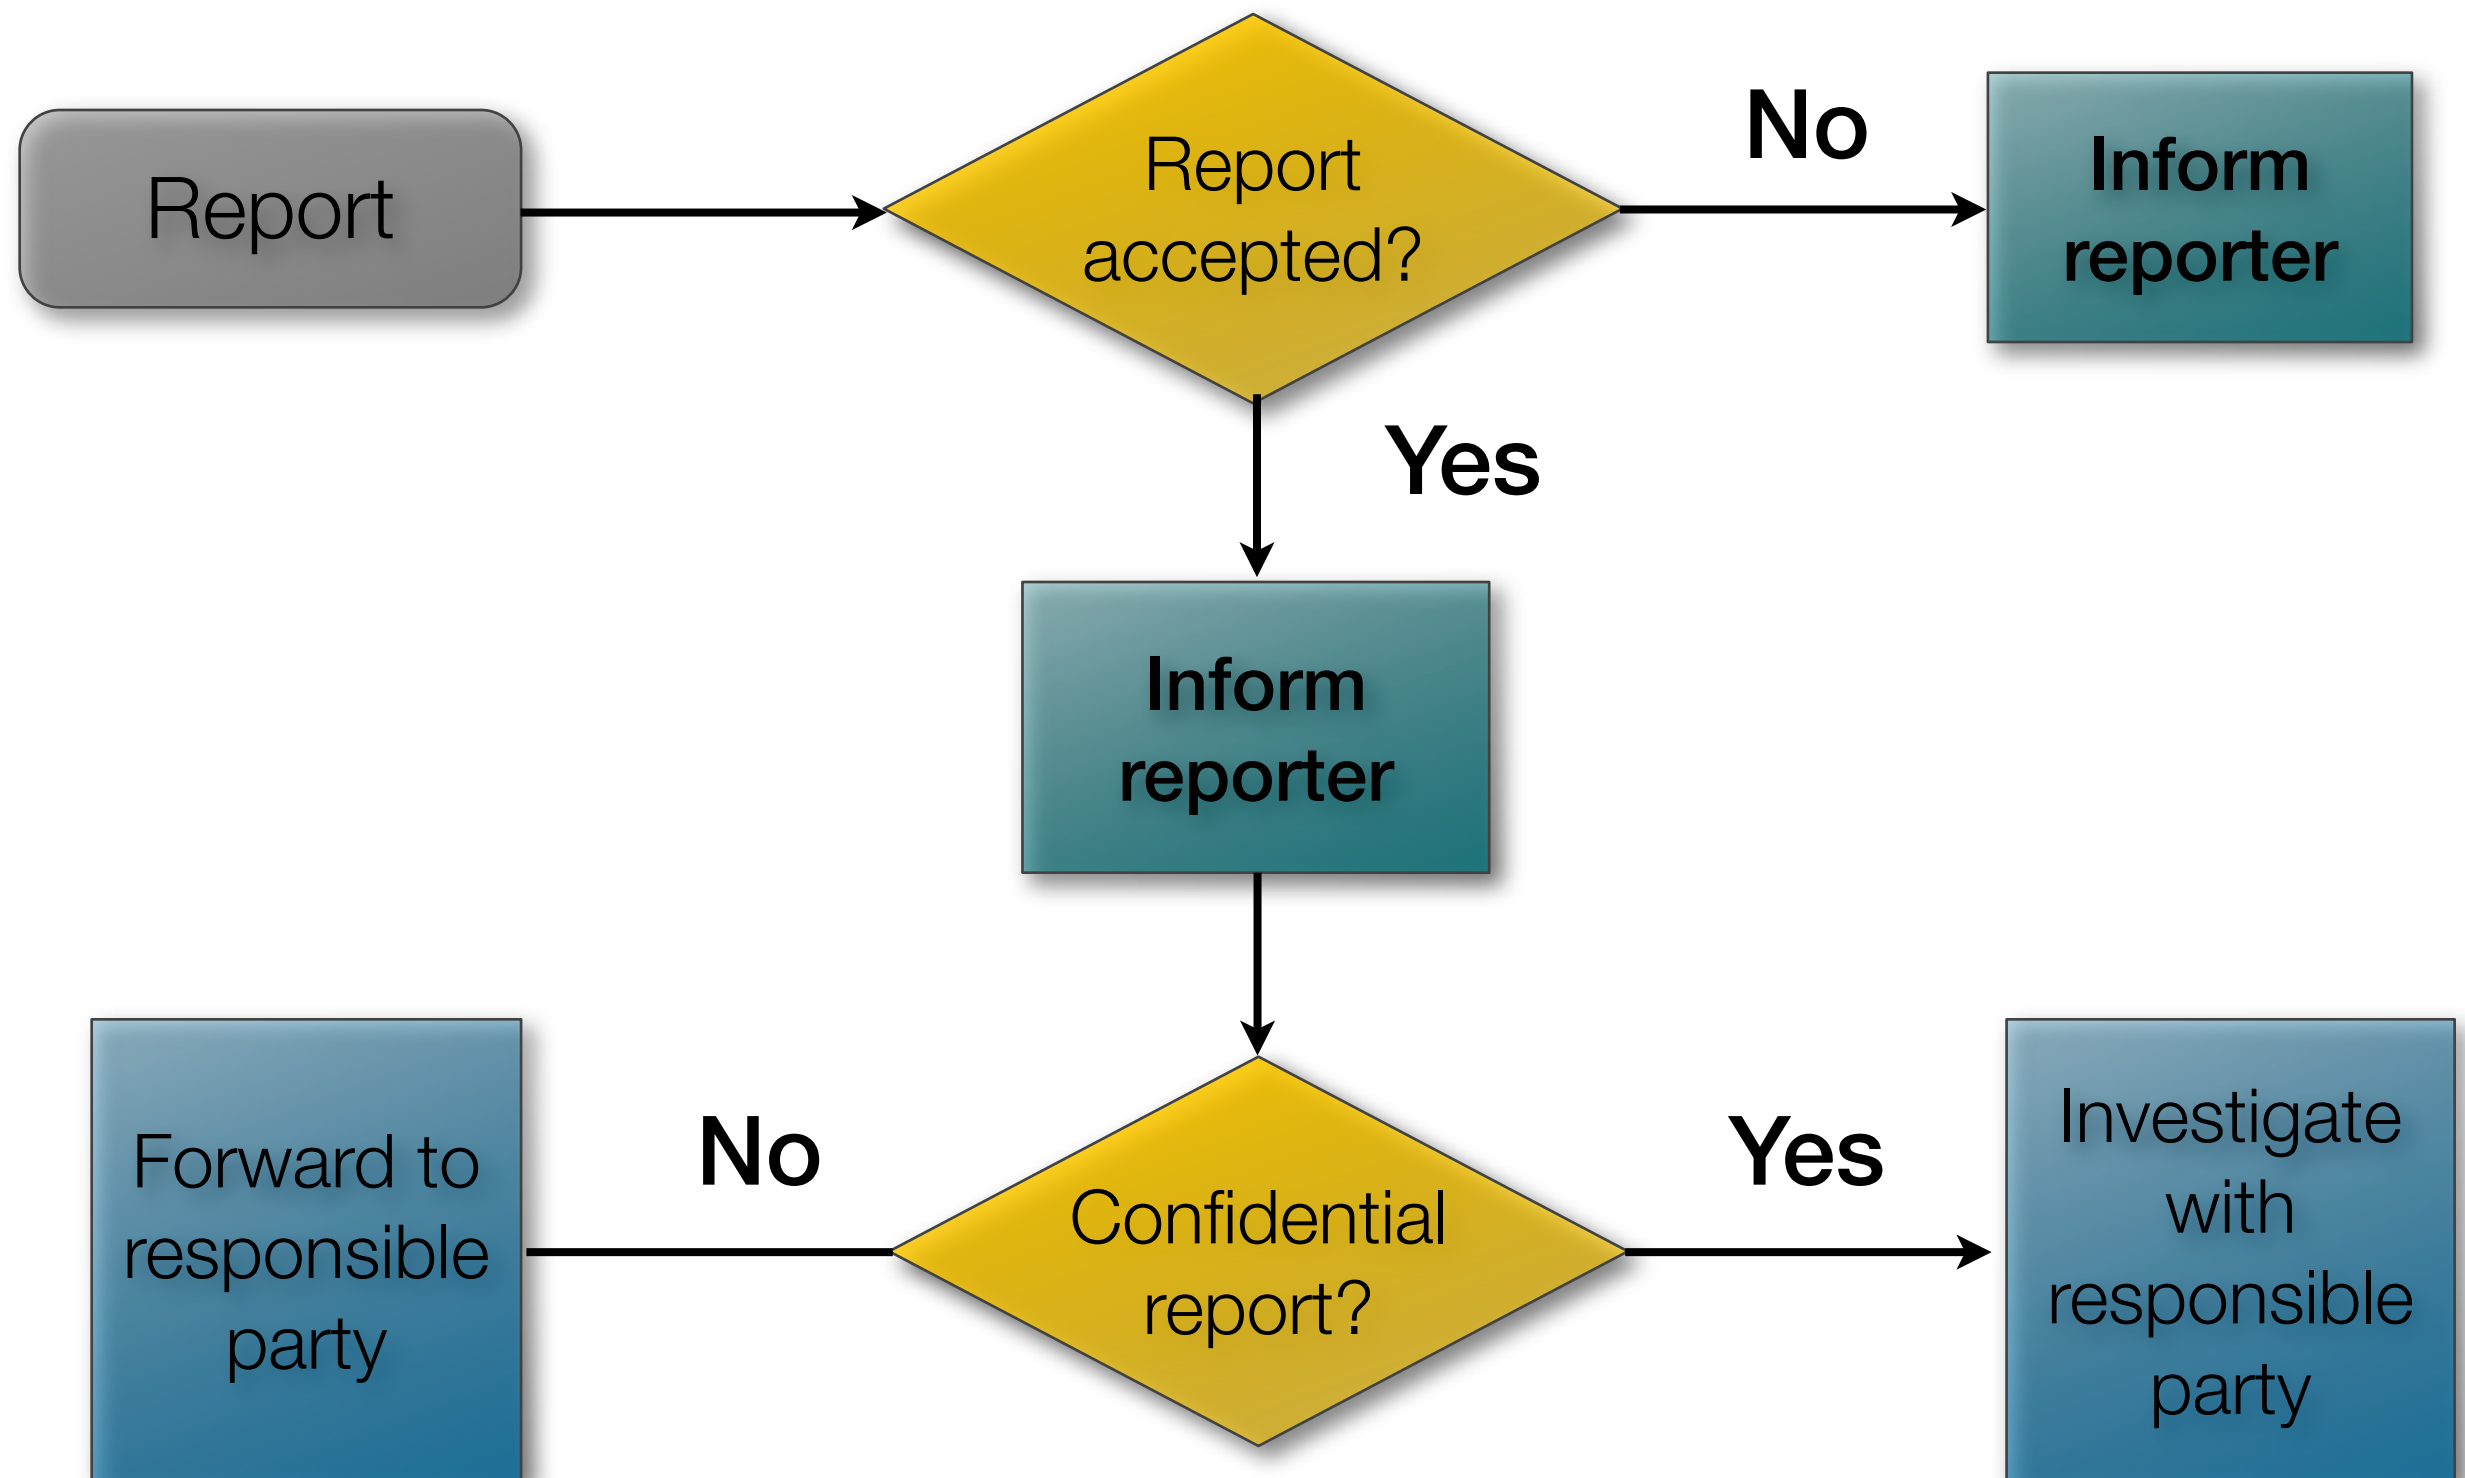 Report
Report
accepted?
No
Inform
reporter
Yes
Inform
reporter
Forward to
responsible
party
No
Confidential
report?
Yes
Investigate
with
responsible
party